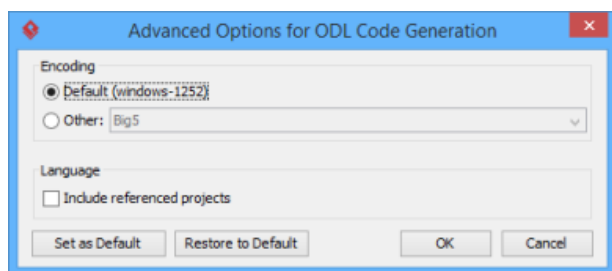 Advanced Options for ODL Code Generation
Encoding
Default (windows-1252)
Other: Big5
Language
Include referenced projects
Set as Default Restore to Default OK Cancel